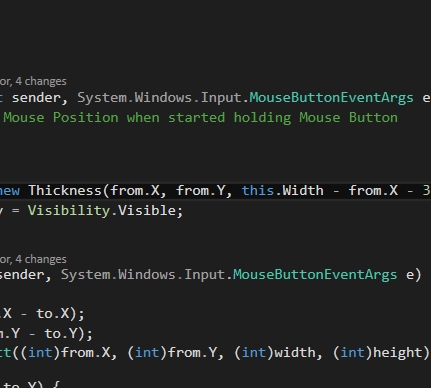 or, 4 changes
sender, System.Windows.Input.MouseButtonEventArgs e
Mouse Position when started holding Mouse Button
new Thickness(from.X, from.Y, this.Width - from.X - 3
= Visibility.Visible;
or, 4 changes
sender, System.Windows.Input.MouseButtonEventArgs e)
.X - to.X);
.Y - to.Y);
ct((int)from.X, (int)from.Y, (int)width, (int)height)
to.Y) {